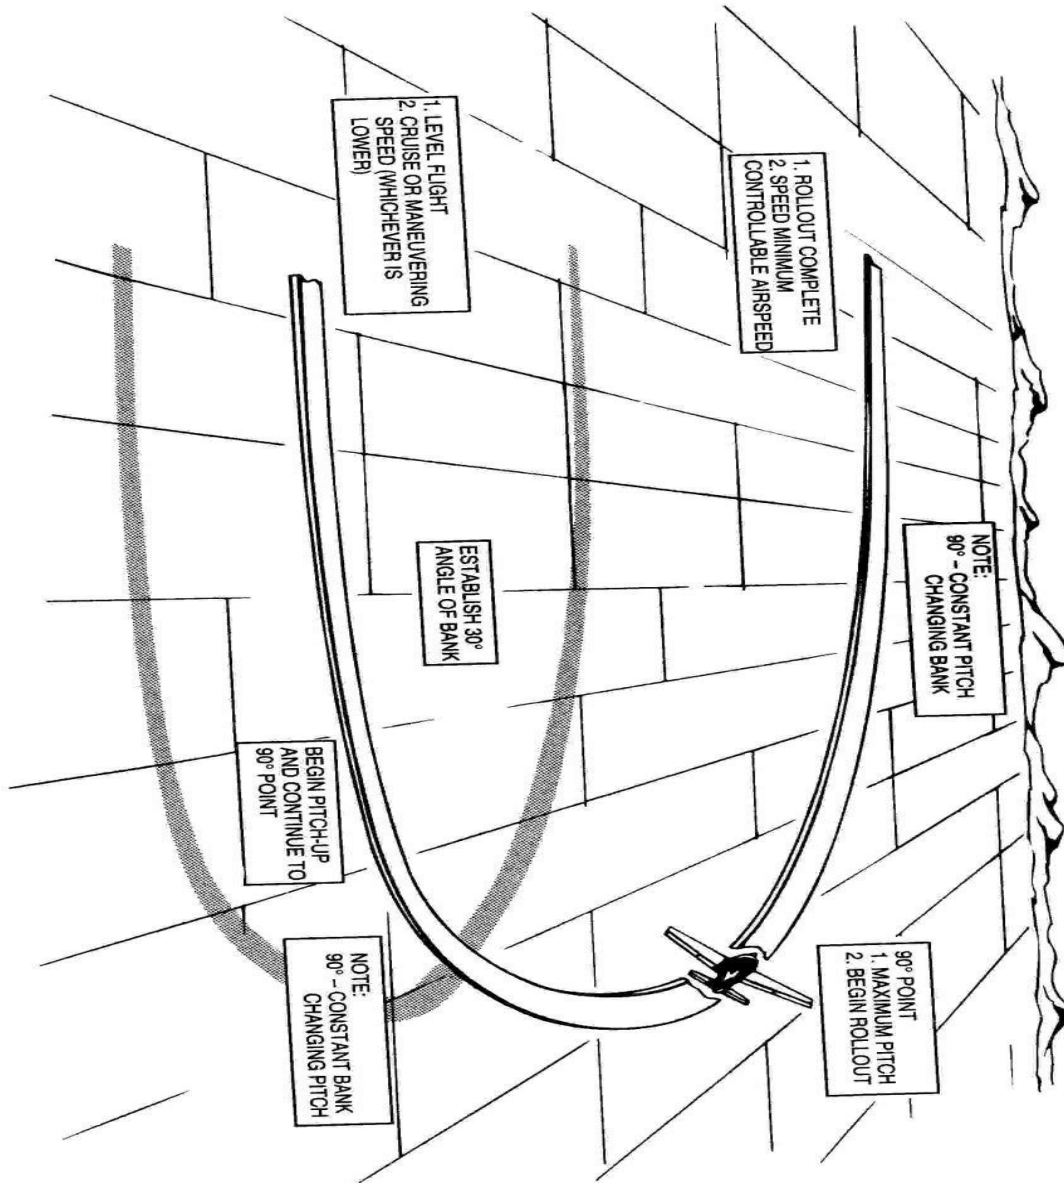 1. LEVEL FLIGHT
2. CRUISE OR MANEUVERING
SPEED (WHICHEVER IS
LOWER)
ESTABLISH 30°
ANGLE OF BANK
BEGIN PITCH-UP
AND CONTINUE TO
90° POINT
NOTE:
90° – CONSTANT BANK
CHANGING PITCH
90° POINT
1. MAXIMUM PITCH
2. BEGIN ROLLOUT
NOTE:
90° – CONSTANT PITCH
CHANGING BANK
1. ROLLOUT COMPLETE
2. SPEED MINIMUM
CONTROLLABLE AIRSPEED